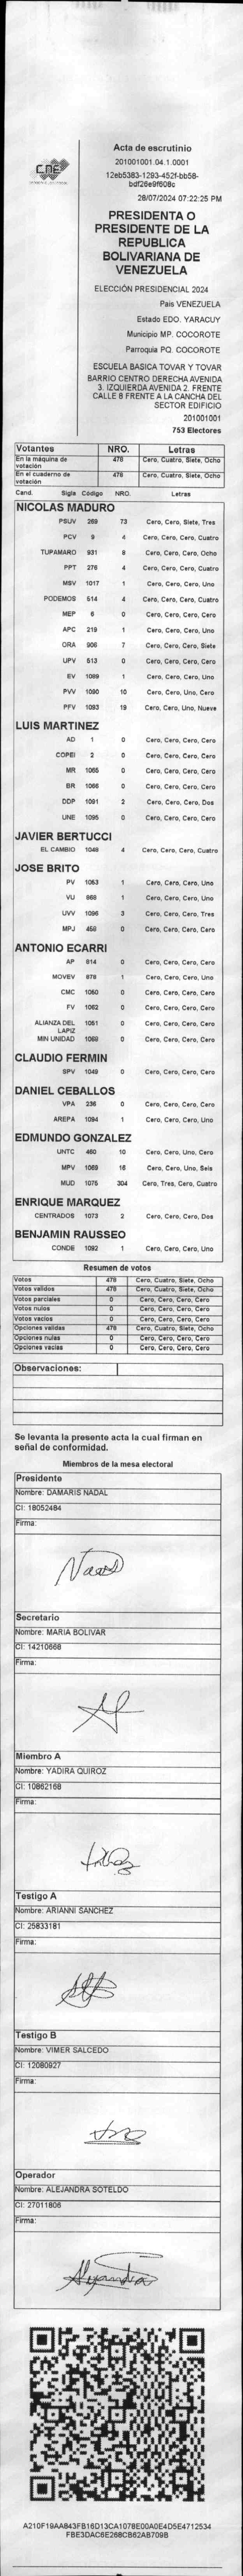 CNE
Acta de escrutinio
201001001.04.1.0001
12eb5383-1293-452f-bb58-
bdf26e9f608c
28/07/2024 07:22:25 PM
PRESIDENTA O
PRESIDENTE DE LA
REPUBLICA
BOLIVARIANA DE
VENEZUELA
ELECCIÓN PRESIDENCIAL 2024
Pais VENEZUELA
Estado EDO. YARACUY
Municipio MP. COCOROTE
Parroquia PQ. COCOROTE
ESCUELA BASICA TOVAR Y TOVAR
BARRIO CENTRO DERECHA AVENIDA
3. IZQUIERDA AVENIDA 2. FRENTE
CALLE 8 FRENTE A LA CANCHA DEL
SECTOR EDIFICIO
201001001
753 Electores
Votantes NRO. Letras
En la máquina de votación 478 Cero, Cuatro, Siete, Ocho
En el cuaderno de votación 478 Cero, Cuatro, Siete, Ocho
Cand. Sigla Código NRO. Letras
NICOLAS MADURO
PSUV 269 73 Cero, Cero, Siete, Tres
PCV 9 4 Cero, Cero, Cero, Cuatro
TUPAMARO 931 8 Cero, Cero, Cero, Ocho
PPT 276 4 Cero, Cero, Cero, Cuatro
MSV 1017 1 Cero, Cero, Cero, Uno
PODEMOS 514 4 Cero, Cero, Cero, Cuatro
MEP 6 0 Cero, Cero, Cero, Cero
APC 219 1 Cero, Cero, Cero, Uno
ORA 906 7 Cero, Cero, Cero, Siete
UPV 513 0 Cero, Cero, Cero, Cero
EV 1089 1 Cero, Cero, Cero, Uno
PVV 1090 10 Cero, Cero, Uno, Cero
PFV 1093 19 Cero, Cero, Uno, Nueve
LUIS MARTINEZ
AD 1 0 Cero, Cero, Cero, Cero
COPEI 2 0 Cero, Cero, Cero, Cero
MR 1065 0 Cero, Cero, Cero, Cero
BR 1066 0 Cero, Cero, Cero, Cero
DDP 1091 2 Cero, Cero, Cero, Dos
UNE 1095 0 Cero, Cero, Cero, Cero
JAVIER BERTUCCI
EL CAMBIO 1048 4 Cero, Cero, Cero, Cuatro
JOSE BRITO
PV 1053 1 Cero, Cero, Cero, Uno
VU 868 1 Cero, Cero, Cero, Uno
UVV 1096 3 Cero, Cero, Cero, Tres
MPJ 458 0 Cero, Cero, Cero, Cero
ANTONIO ECARRI
AP 814 0 Cero, Cero, Cero, Cero
MOVEV 878 1 Cero, Cero, Cero, Uno
CMC 1050 0 Cero, Cero, Cero, Cero
FV 1062 0 Cero, Cero, Cero, Cero
ALIANZA DEL LAPIZ 1051 0 Cero, Cero, Cero, Cero
MIN UNIDAD 1069 0 Cero, Cero, Cero, Cero
CLAUDIO FERMIN
SPV 1049 0 Cero, Cero, Cero, Cero
DANIEL CEBALLOS
VPA 236 0 Cero, Cero, Cero, Cero
AREPA 1094 1 Cero, Cero, Cero, Uno
EDMUNDO GONZALEZ
UNTC 460 10 Cero, Cero, Uno, Cero
MPV 1069 16 Cero, Cero, Uno, Seis
MUD 1075 304 Cero, Tres, Cero, Cuatro
ENRIQUE MARQUEZ
CENTRADOS 1073 2 Cero, Cero, Cero, Dos
BENJAMIN RAUSSEO
CONDE 1092 1 Cero, Cero, Cero, Uno
Resumen de votos
Votos 478 Cero, Cuatro, Siete, Ocho
Votos validos 478 Cero, Cuatro, Siete, Ocho
Votos parciales 0 Cero, Cero, Cero, Cero
Votos nulos 0 Cero, Cero, Cero, Cero
Votos vacios 0 Cero, Cero, Cero, Cero
Opciones validas 478 Cero, Cuatro, Siete, Ocho
Opciones nulas 0 Cero, Cero, Cero, Cero
Opciones vacias 0 Cero, Cero, Cero, Cero
Observaciones:
Se levanta la presente acta la cual firman en
señal de conformidad.
Miembros de la mesa electoral
Presidente
Nombre: DAMARIS NADAL
CI: 18052484
Firma:
Secretario
Nombre: MARIA BOLIVAR
CI: 14210668
Firma:
Miembro A
Nombre: YADIRA QUIROZ
CI: 10862168
Firma:
Testigo A
Nombre: ARIANNI SANCHEZ
CI: 25833181
Firma:
Testigo B
Nombre: VIMER SALCEDO
CI: 12080927
Firma:
Operador
Nombre: ALEJANDRA SOTELDO
CI: 27011806
Firma:
Alejandra
A210F19AA843FB16D13CA1078E00A0E4D5E4712534
FBE3DAC6E268CB62AB709B